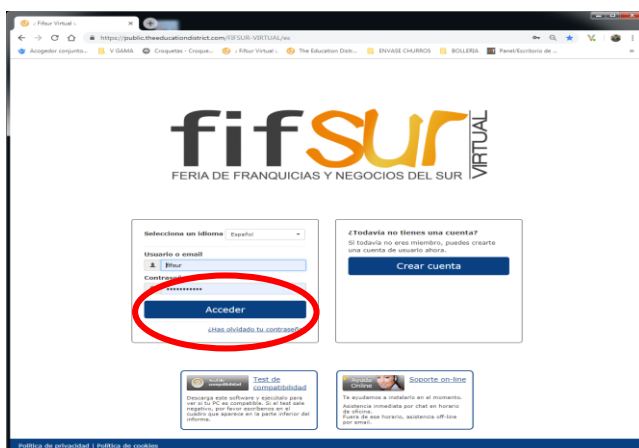 : Fifsur Virtual :.
https://public.theeducationdistrict.com/FIFSUR-VIRTUAL/es
Acogedor conjunto... V GAMA Croquetas - Croque... .: Fifsur Virtual :. The Education Distr... ENVASE CHURROS BOLLERIA Panel/Escritorio de ... »
fifsur VIRTUAL
FERIA DE FRANQUICIAS Y NEGOCIOS DEL SUR
Selecciona un idioma Español
Usuario o email
fifsur
Contraseña
•••••••••••
Acceder
¿Has olvidado tu contraseña
¿Todavía no tienes una cuenta?
Si todavía no eres miembro, puedes crearte
una cuenta de usuario ahora.
Crear cuenta
Test de
compatibilidad
Test de
compatibilidad
Descarga este software y ejecútalo para
ver si tu PC es compatible. Si el test sale
negativo, por favor escríbenos en el
cuadro que aparece en la parte inferior del
informe.
Ayuda
Online
Soporte on-line
Te ayudamos a instalarlo en el momento.
Asistencia inmediata por chat en horario
de oficina.
Fuera de ese horario, asistencia off-line
por email.
Política de privacidad | Política de cookies